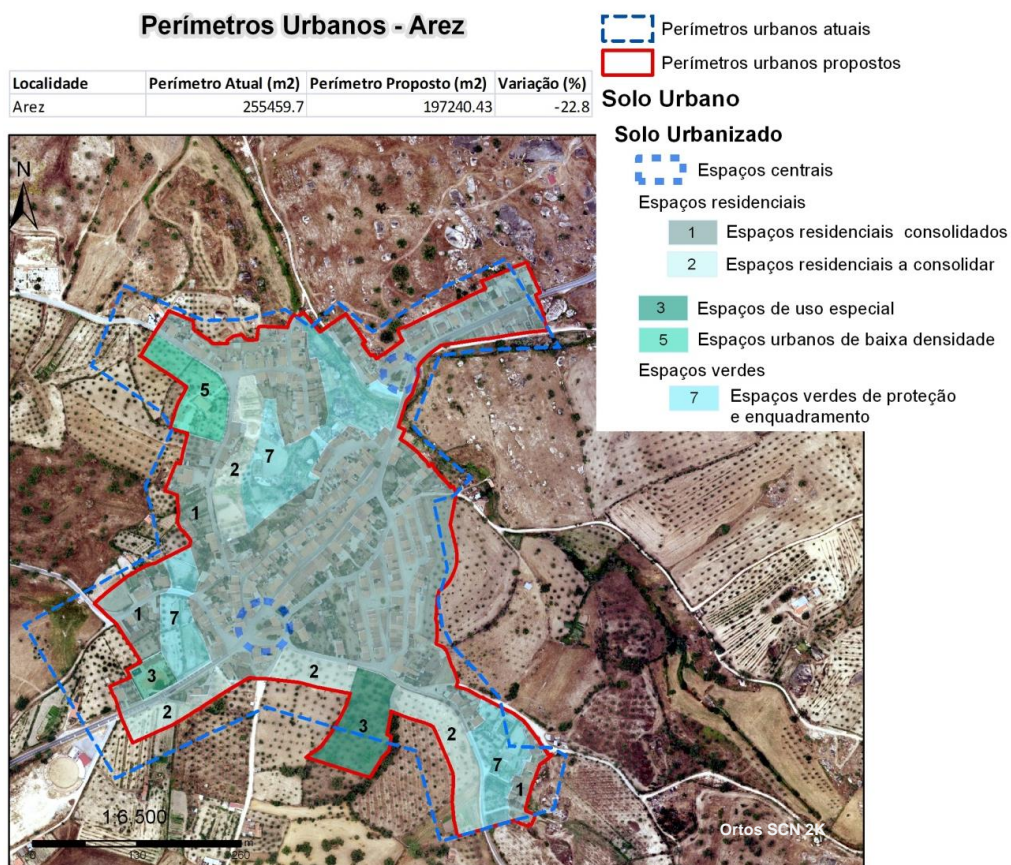 Perímetros Urbanos - Arez
Localidade Perímetro Atual (m2) Perímetro Proposto (m2) Variação (%)
Arez 255459.7 197240.43 -22.8
Perímetros urbanos atuais
Perímetros urbanos propostos
Solo Urbano
Solo Urbanizado
Espaços centrais
Espaços residenciais
1 Espaços residenciais consolidados
2 Espaços residenciais a consolidar
3 Espaços de uso especial
5 Espaços urbanos de baixa densidade
Espaços verdes
7 Espaços verdes de proteção
e enquadramento
N
5
2
7
1
1
7
3
2
2
3
2
7
1
1:6.500
130
260
Ortos SCN 2K